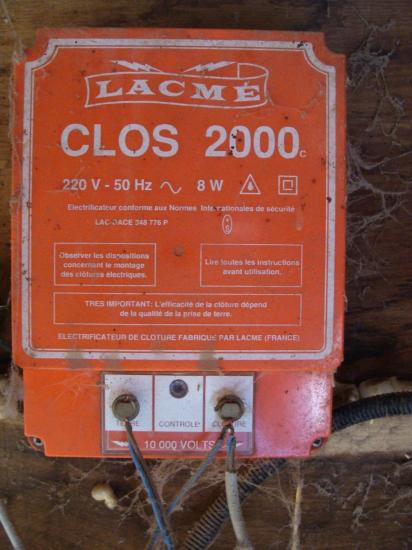 LACMÉ
CLOS 2000 c
220 V - 50 Hz 8 W
Electrificateur conforme aux Normes Internationales de sécurité
LAC DACE 248 776 P
Observer les dispositions
concernant le montage
des clôtures électriques.
Lire toutes les instructions
avant utilisation.
TRES IMPORTANT: L'efficacité de la clôture dépend
de la qualité de la prise de terre.
ELECTRIFICATEUR DE CLOTURE FABRIQUE PAR LACME (FRANCE)
TERRE CONTROLE CLOTURE
10 000 VOLTS